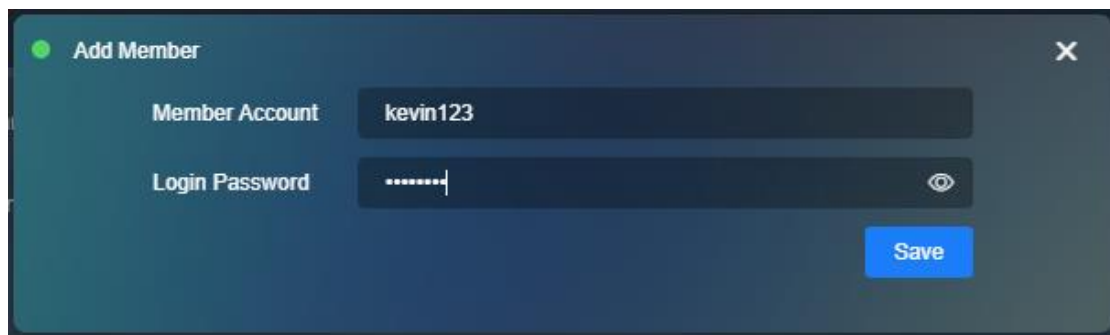 Add Member
Member Account kevin123
Login Password ••••••••
Save